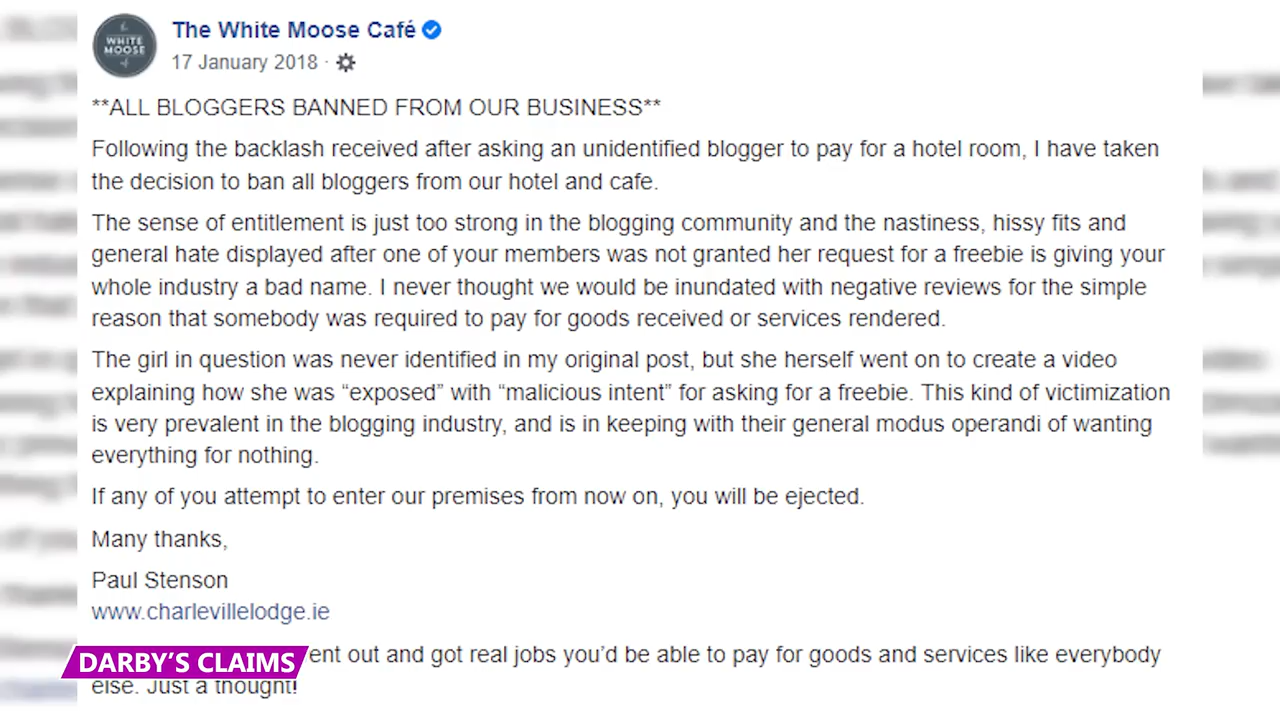 WHITE
MOOSE
The White Moose Café
17 January 2018 ·
**ALL BLOGGERS BANNED FROM OUR BUSINESS**
Following the backlash received after asking an unidentified blogger to pay for a hotel room, I have taken
the decision to ban all bloggers from our hotel and cafe.
The sense of entitlement is just too strong in the blogging community and the nastiness, hissy fits and
general hate displayed after one of your members was not granted her request for a freebie is giving your
whole industry a bad name. I never thought we would be inundated with negative reviews for the simple
reason that somebody was required to pay for goods received or services rendered.
The girl in question was never identified in my original post, but she herself went on to create a video
explaining how she was “exposed” with “malicious intent” for asking for a freebie. This kind of victimization
is very prevalent in the blogging industry, and is in keeping with their general modus operandi of wanting
everything for nothing.
If any of you attempt to enter our premises from now on, you will be ejected.
Many thanks,
Paul Stenson
www.charlevillelodge.ie
out and got real jobs you’d be able to pay for goods and services like everybody
else. Just a thought!
DARBY’S CLAIMS